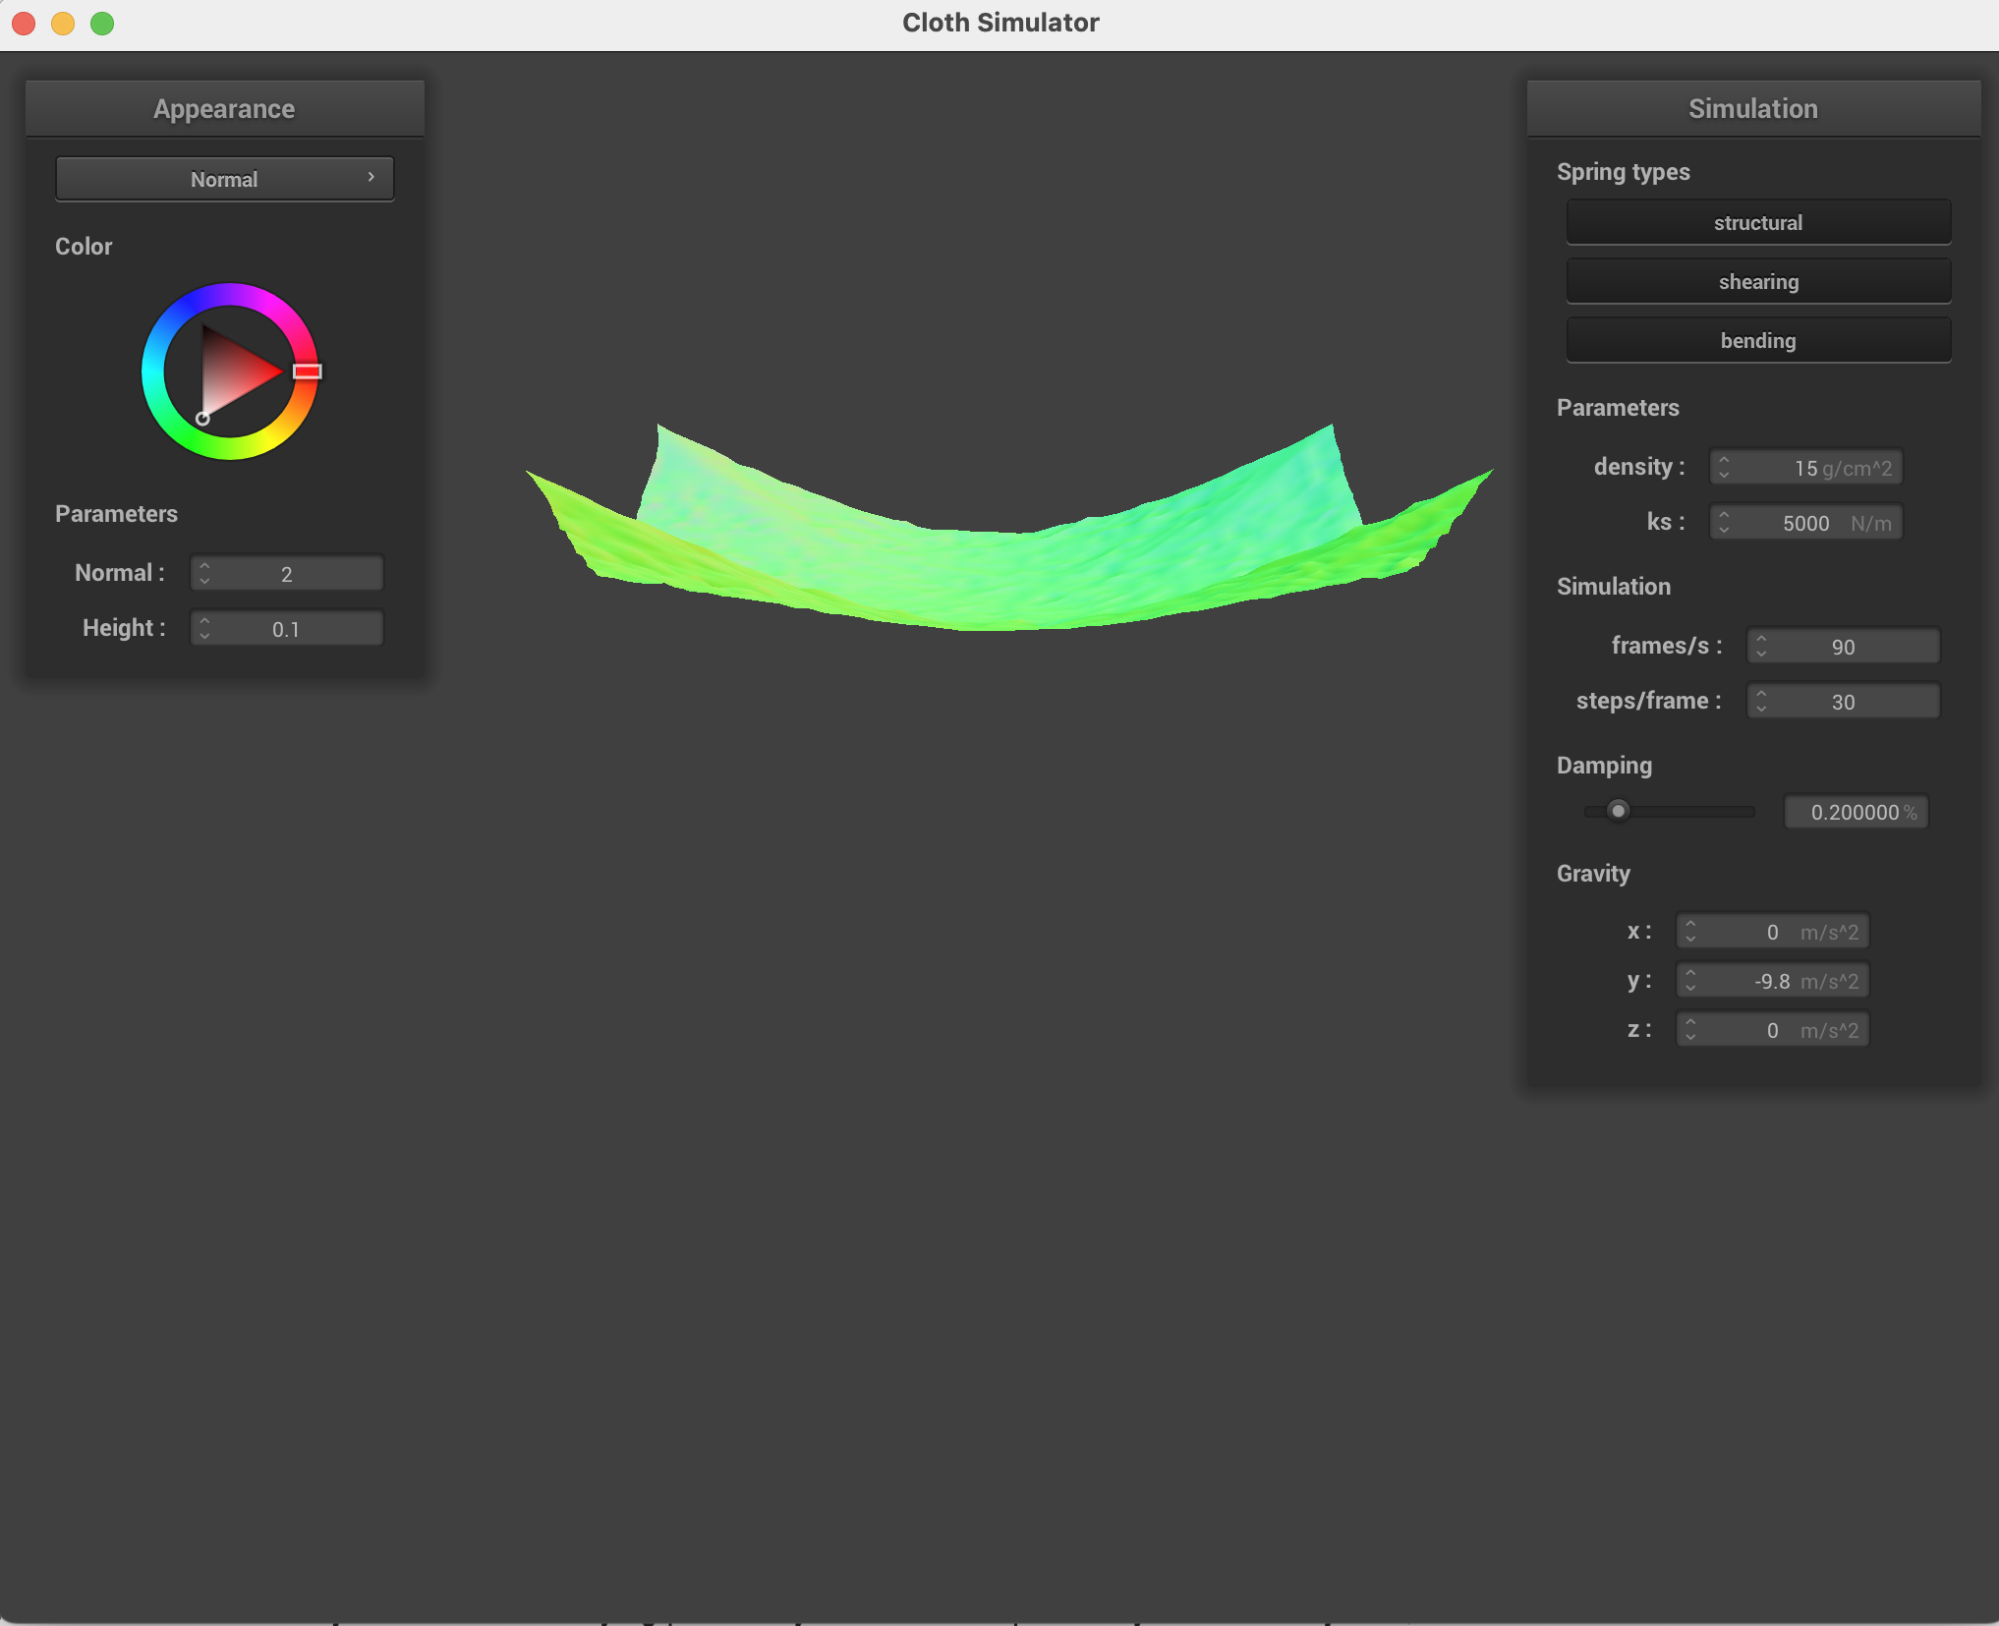 Cloth Simulator
Appearance
Normal
Color
Parameters
Normal : 2
Height : 0.1
Simulation
Spring types
structural
shearing
bending
Parameters
density : 15 g/cm^2
ks : 5000 N/m
Simulation
frames/s : 90
steps/frame : 30
Damping
0.200000 %
Gravity
x : 0 m/s^2
y : -9.8 m/s^2
z : 0 m/s^2